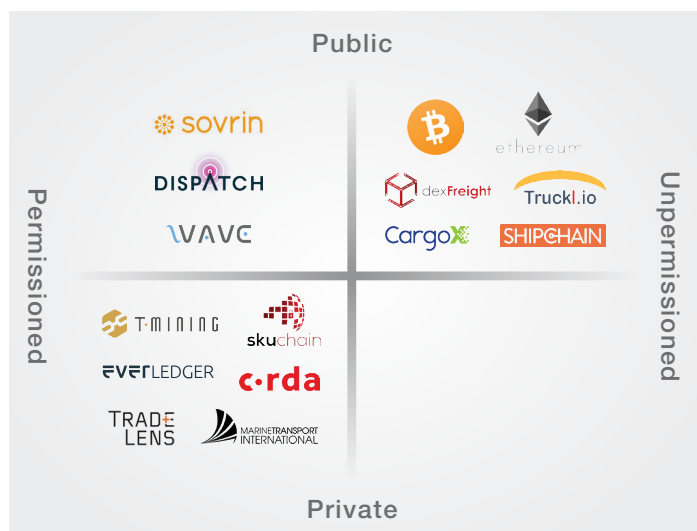 Public
sovrin
ethereum
DISPATCH
dexFreight
Truckl.io
WAVE
CargoX
SHIPCHAIN
Permissioned
Unpermissioned
T·MINING
skuchain
EVERLEDGER
c·rda
TRADE
LENS
MARINETRANSPORT
INTERNATIONAL
Private